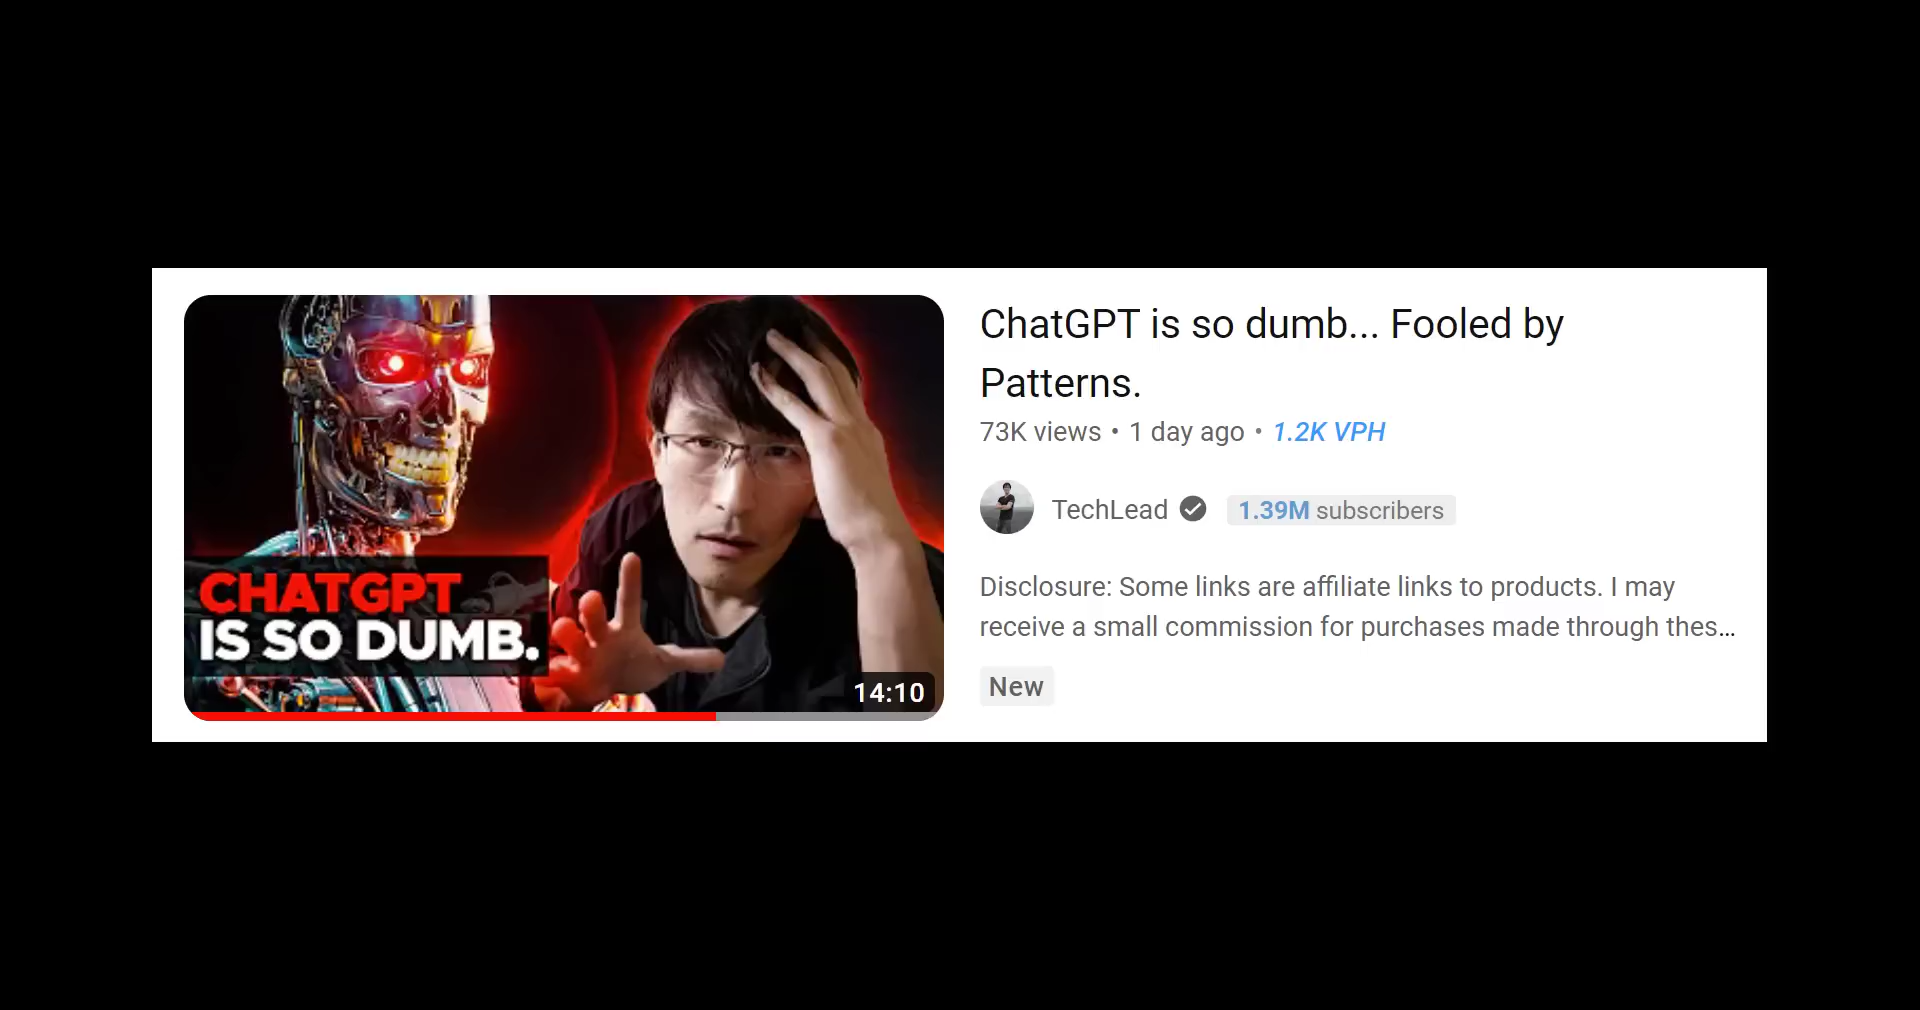 CHATGPT
IS SO DUMB.
14:10
ChatGPT is so dumb... Fooled by
Patterns.
73K views • 1 day ago • 1.2K VPH
TechLead
1.39M subscribers
Disclosure: Some links are affiliate links to products. I may
receive a small commission for purchases made through thes...
New